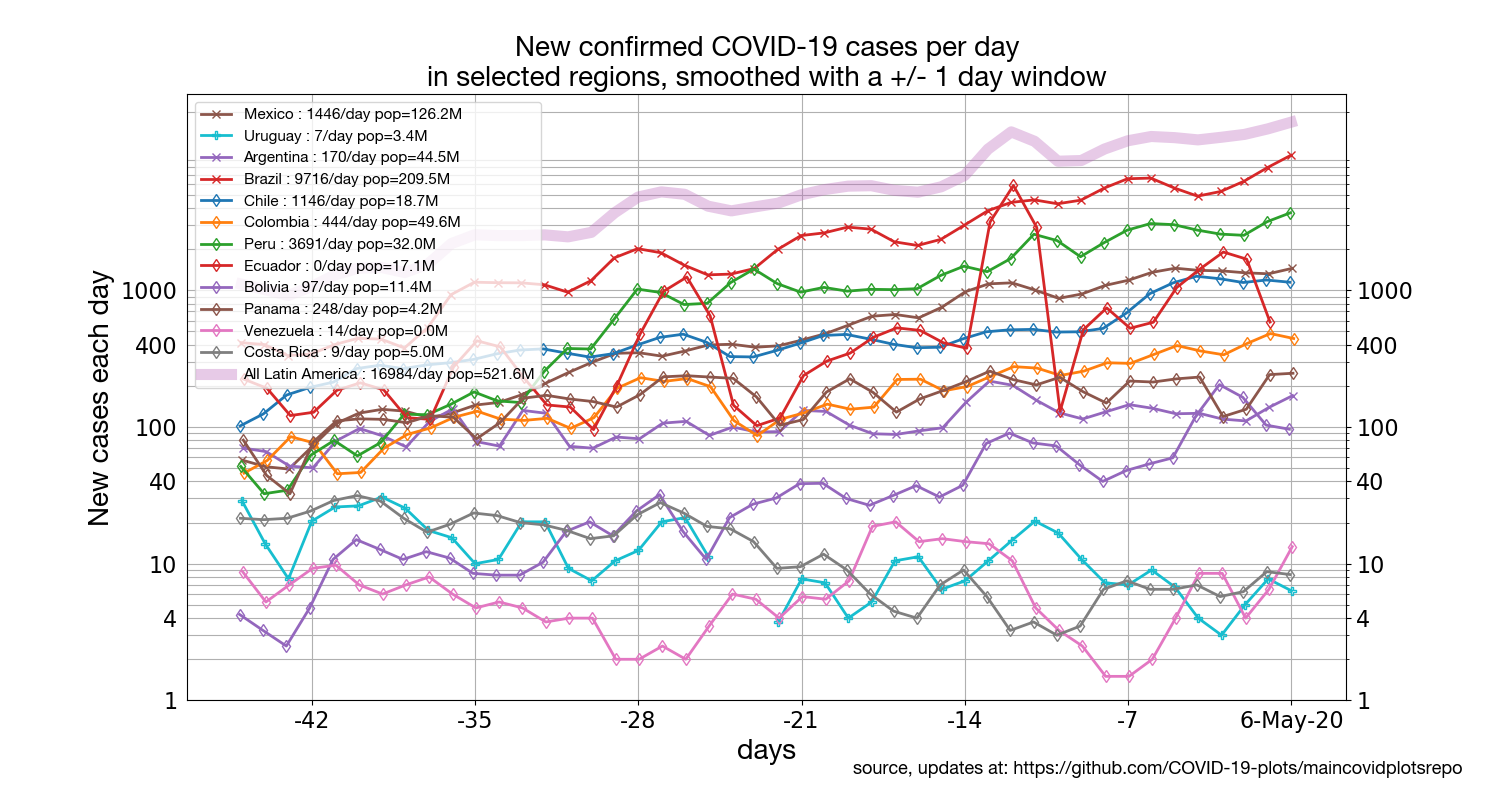 New confirmed COVID-19 cases per day
in selected regions, smoothed with a +/- 1 day window
Mexico : 1446/day pop=126.2M
Uruguay : 7/day pop=3.4M
Argentina : 170/day pop=44.5M
Brazil : 9716/day pop=209.5M
Chile : 1146/day pop=18.7M
Colombia : 444/day pop=49.6M
Peru : 3691/day pop=32.0M
Ecuador : 0/day pop=17.1M
Bolivia : 97/day pop=11.4M
Panama : 248/day pop=4.2M
Venezuela : 14/day pop=0.0M
Costa Rica : 9/day pop=5.0M
All Latin America : 16984/day pop=521.6M
New cases each day
1000
400
100
40
10
4
1
1000
400
100
40
10
4
1
-42 -35 -28 -21 -14 -7 6-May-20
days
source, updates at: https://github.com/COVID-19-plots/maincovidplotsrepo